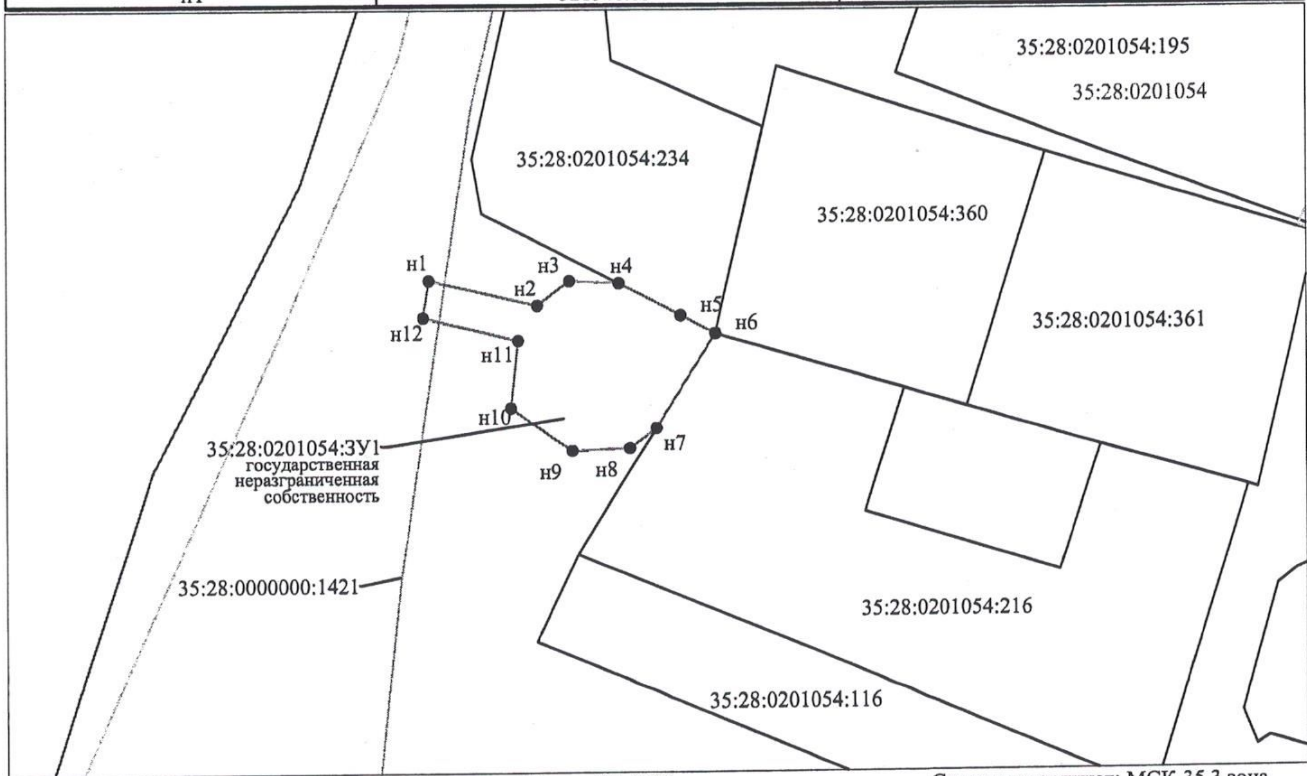 35:28:0201054:195
35:28:0201054
35:28:0201054:234
35:28:0201054:360
н1
н3
н4
н2
н5
н6
н12
35:28:0201054:361
н11
н10
н7
35:28:0201054:ЗУ1
государственная
неразграниченная
собственность
н9
н8
35:28:0000000:1421
35:28:0201054:216
35:28:0201054:116